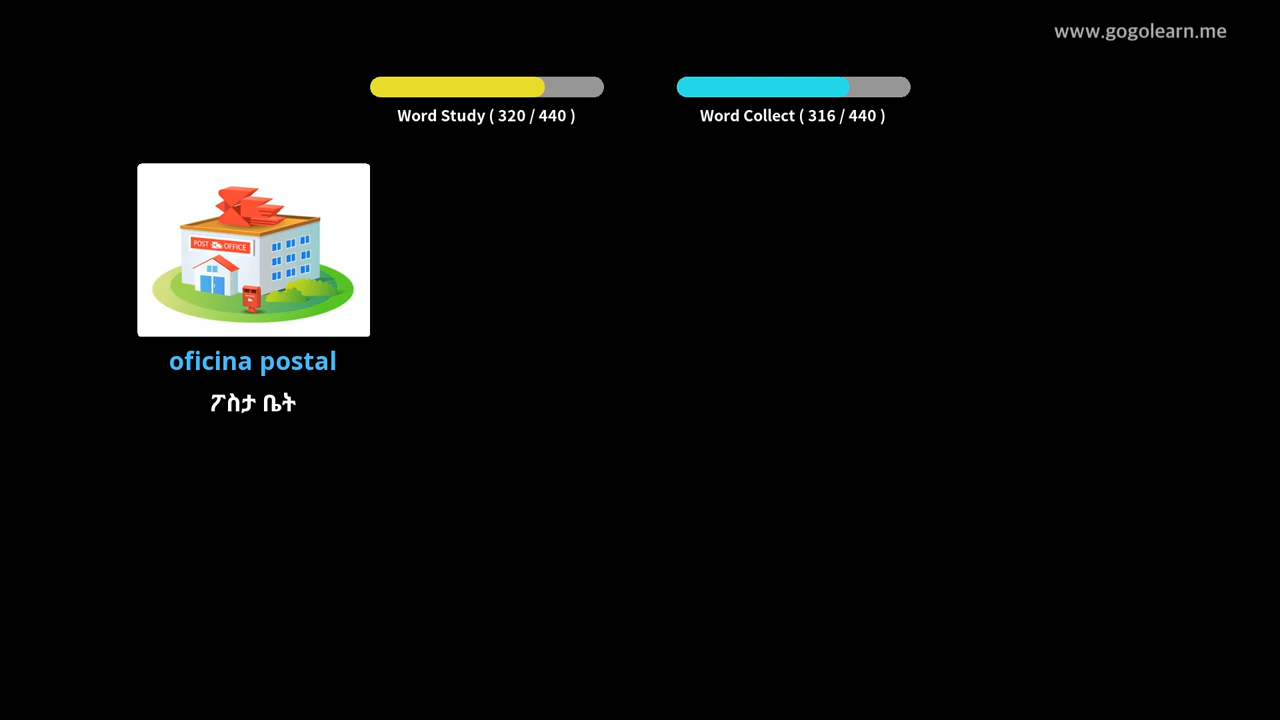 www.gogolearn.me
Word Study ( 320 / 440 )
Word Collect ( 316 / 440 )
POST OFFICE
oficina postal
ፖስታ ቤት